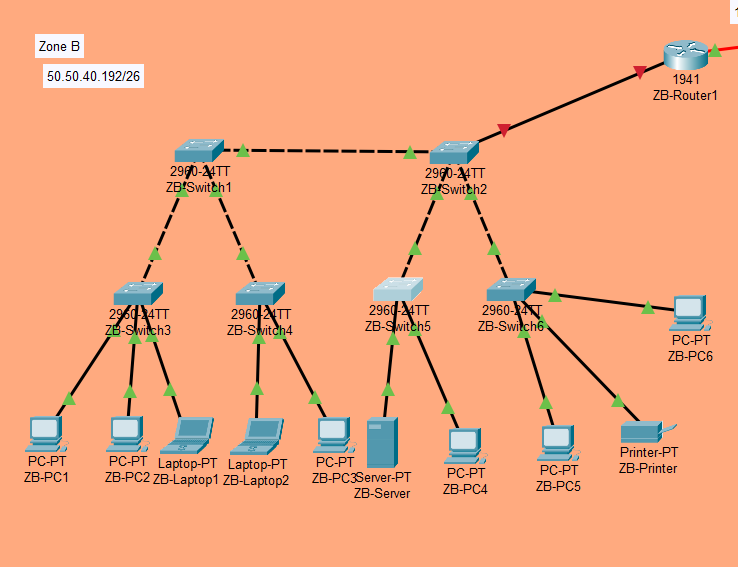 Zone B
50.50.40.192/26
1941
ZB-Router1
2960-24TT
ZB-Switch1
2960-24TT
ZB-Switch2
2960-24TT
ZB-Switch3
2960-24TT
ZB-Switch4
2960-24TT
ZB-Switch5
2960-24TT
ZB-Switch6
PC-PT
ZB-PC6
PC-PT
ZB-PC1
PC-PT
ZB-PC2
Laptop-PT
ZB-Laptop1
Laptop-PT
ZB-Laptop2
PC-PT
ZB-PC3
Server-PT
ZB-Server
PC-PT
ZB-PC4
PC-PT
ZB-PC5
Printer-PT
ZB-Printer